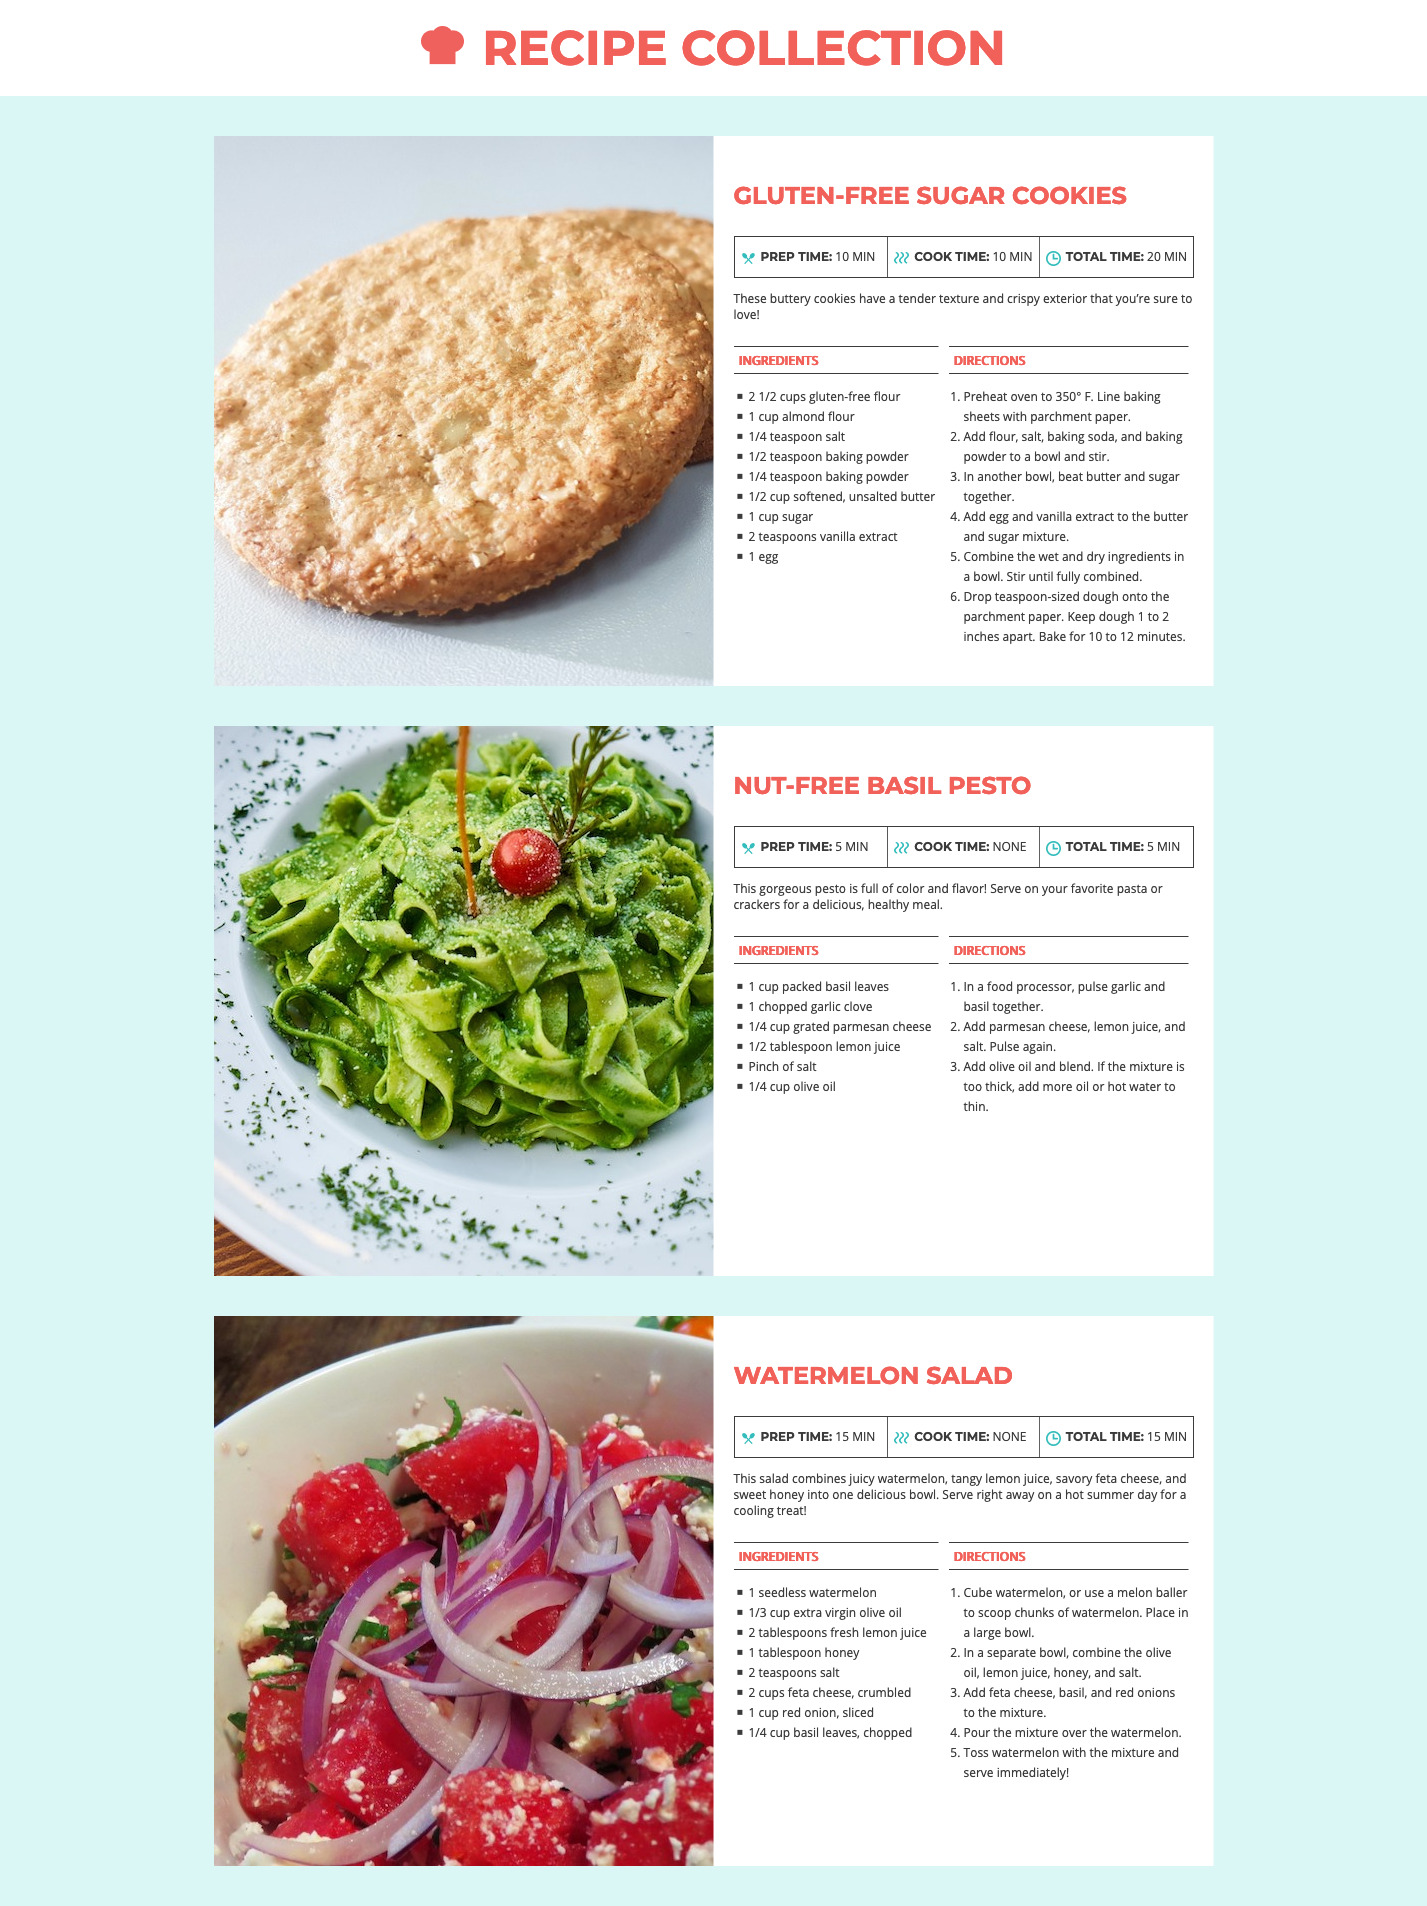 RECIPE COLLECTION
GLUTEN-FREE SUGAR COOKIES
PREP TIME: 10 MIN COOK TIME: 10 MIN TOTAL TIME: 20 MIN
These buttery cookies have a tender texture and crispy exterior that you’re sure to
love!
INGREDIENTS
2 1/2 cups gluten-free flour
1 cup almond flour
1/4 teaspoon salt
1/2 teaspoon baking powder
1/4 teaspoon baking powder
1/2 cup softened, unsalted butter
1 cup sugar
2 teaspoons vanilla extract
1 egg
DIRECTIONS
1. Preheat oven to 350° F. Line baking
sheets with parchment paper.
2. Add flour, salt, baking soda, and baking
powder to a bowl and stir.
3. In another bowl, beat butter and sugar
together.
4. Add egg and vanilla extract to the butter
and sugar mixture.
5. Combine the wet and dry ingredients in
a bowl. Stir until fully combined.
6. Drop teaspoon-sized dough onto the
parchment paper. Keep dough 1 to 2
inches apart. Bake for 10 to 12 minutes.
NUT-FREE BASIL PESTO
PREP TIME: 5 MIN COOK TIME: NONE TOTAL TIME: 5 MIN
This gorgeous pesto is full of color and flavor! Serve on your favorite pasta or
crackers for a delicious, healthy meal.
INGREDIENTS
1 cup packed basil leaves
1 chopped garlic clove
1/4 cup grated parmesan cheese
1/2 tablespoon lemon juice
Pinch of salt
1/4 cup olive oil
DIRECTIONS
1. In a food processor, pulse garlic and
basil together.
2. Add parmesan cheese, lemon juice, and
salt. Pulse again.
3. Add olive oil and blend. If the mixture is
too thick, add more oil or hot water to
thin.
WATERMELON SALAD
PREP TIME: 15 MIN COOK TIME: NONE TOTAL TIME: 15 MIN
This salad combines juicy watermelon, tangy lemon juice, savory feta cheese, and
sweet honey into one delicious bowl. Serve right away on a hot summer day for a
cooling treat!
INGREDIENTS
1 seedless watermelon
1/3 cup extra virgin olive oil
2 tablespoons fresh lemon juice
1 tablespoon honey
2 teaspoons salt
2 cups feta cheese, crumbled
1 cup red onion, sliced
1/4 cup basil leaves, chopped
DIRECTIONS
1. Cube watermelon, or use a melon baller
to scoop chunks of watermelon. Place in
a large bowl.
2. In a separate bowl, combine the olive
oil, lemon juice, honey, and salt.
3. Add feta cheese, basil, and red onions
to the mixture.
4. Pour the mixture over the watermelon.
5. Toss watermelon with the mixture and
serve immediately!